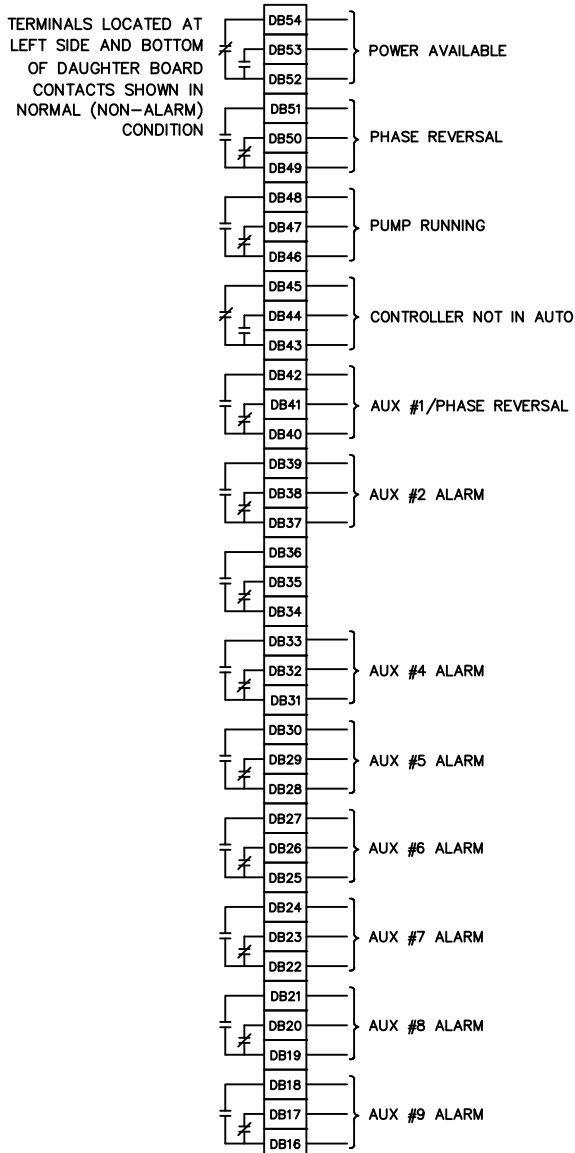 TERMINALS LOCATED AT
LEFT SIDE AND BOTTOM
OF DAUGHTER BOARD
CONTACTS SHOWN IN
NORMAL (NON-ALARM)
CONDITION
DB54
DB53
DB52
POWER AVAILABLE
DB51
DB50
DB49
PHASE REVERSAL
DB48
DB47
DB46
PUMP RUNNING
DB45
DB44
DB43
CONTROLLER NOT IN AUTO
DB42
DB41
DB40
AUX #1/PHASE REVERSAL
DB39
DB38
DB37
AUX #2 ALARM
DB36
DB35
DB34
DB33
DB32
DB31
AUX #4 ALARM
DB30
DB29
DB28
AUX #5 ALARM
DB27
DB26
DB25
AUX #6 ALARM
DB24
DB23
DB22
AUX #7 ALARM
DB21
DB20
DB19
AUX #8 ALARM
DB18
DB17
DB16
AUX #9 ALARM